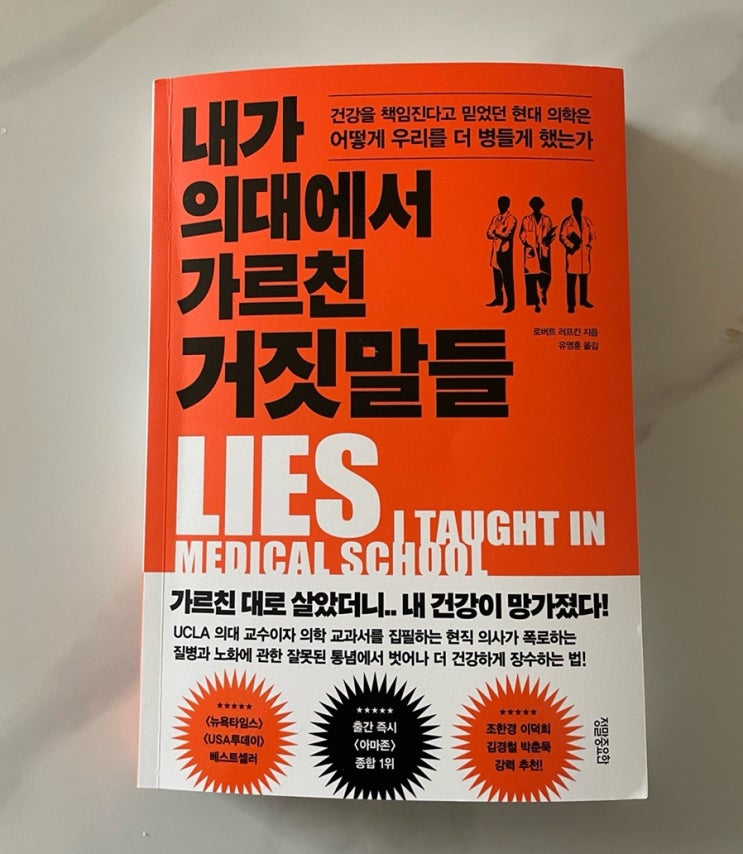 건강을 책임진다고 믿었던 현대 의학은
어떻게 우리를 더 병들게 했는가
내가
의대에서
가르친
거짓말들
로버트 러프킨 지음
유영훈 옮김
LIES I TAUGHT IN
MEDICAL SCHOOL
가르친 대로 살았더니.. 내 건강이 망가졌다!
UCLA 의대 교수이자 의학 교과서를 집필하는 현직 의사가 폭로하는
질병과 노화에 관한 잘못된 통념에서 벗어나 더 건강하게 장수하는 법!
★★★★★
〈뉴욕타임스〉
〈USA투데이〉
베스트셀러
★★★★★
출간 즉시
〈아마존〉
종합 1위
★★★★★
조한경 이덕희
김경철 박춘묵
강력 추천!
정말중요한